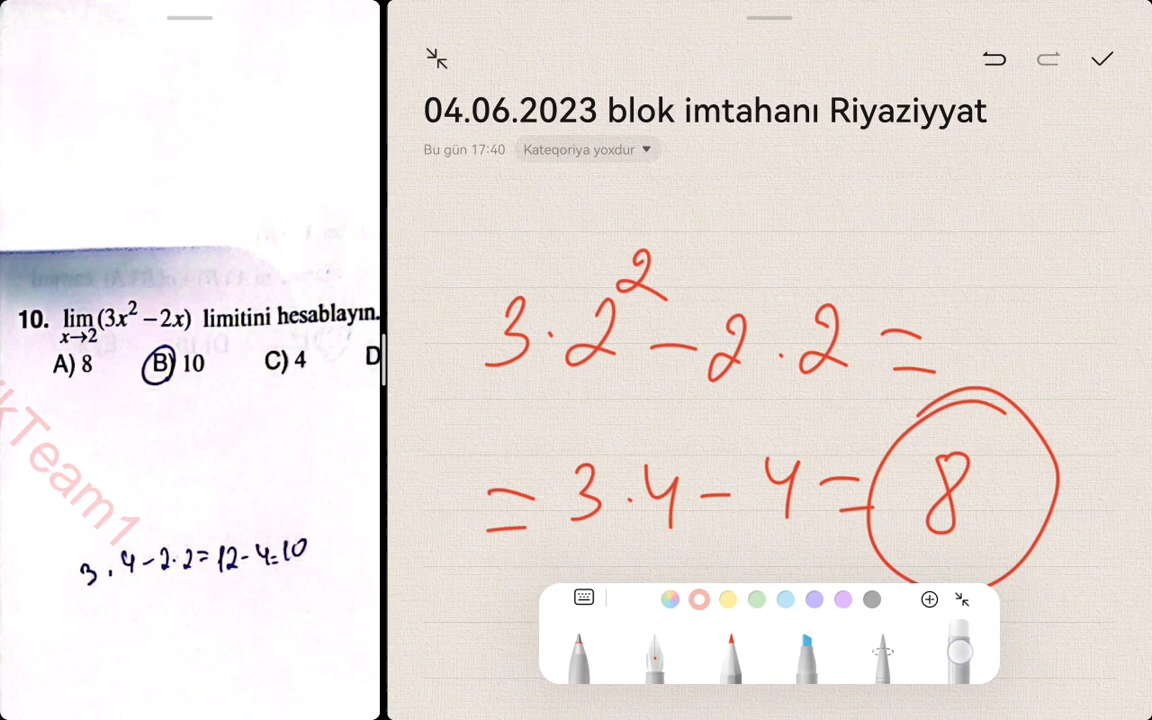 10. lim (3x² – 2x) limitini hesablayın.
x→2
A) 8 B) 10 C) 4 D
kTeam1
3 . 4 – 2 · 2 = 12 - 4 = 10
04.06.2023 blok imtahanı Riyaziyyat
Bu gün 17:40 Kateqoriya yoxdur
3 · 2² – 2 · 2 =
= 3 · 4 – 4 = 8